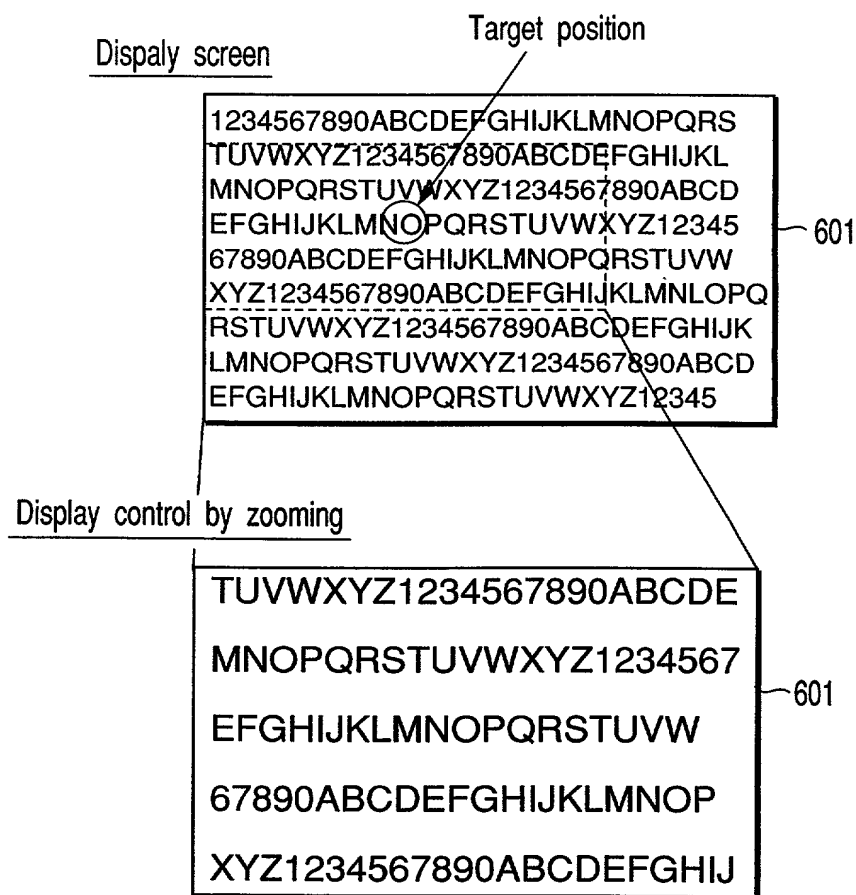 Target position
Dispaly screen
1234567890ABCDEFGHIJKLMNOPQRS
TUVWXYZ1234567890ABCDEFGHIJKL
MNOPQRSTUVWXYZ1234567890ABCD
EFGHIJKLMNOPQRSTUVWXYZ12345
601
67890ABCDEFGHIJKLMNOPQRSTUVW
XYZ1234567890ABCDEFGHIJKLMNLOPQ
RSTUVWXYZ1234567890ABCDEFGHIJK
LMNOPQRSTUVWXYZ1234567890ABCD
EFGHIJKLMNOPQRSTUVWXYZ12345
Display control by zooming
TUVWXYZ1234567890ABCDE
MNOPQRSTUVWXYZ1234567
601
EFGHIJKLMNOPQRSTUVW
67890ABCDEFGHIJKLMNOP
XYZ1234567890ABCDEFGHIJ